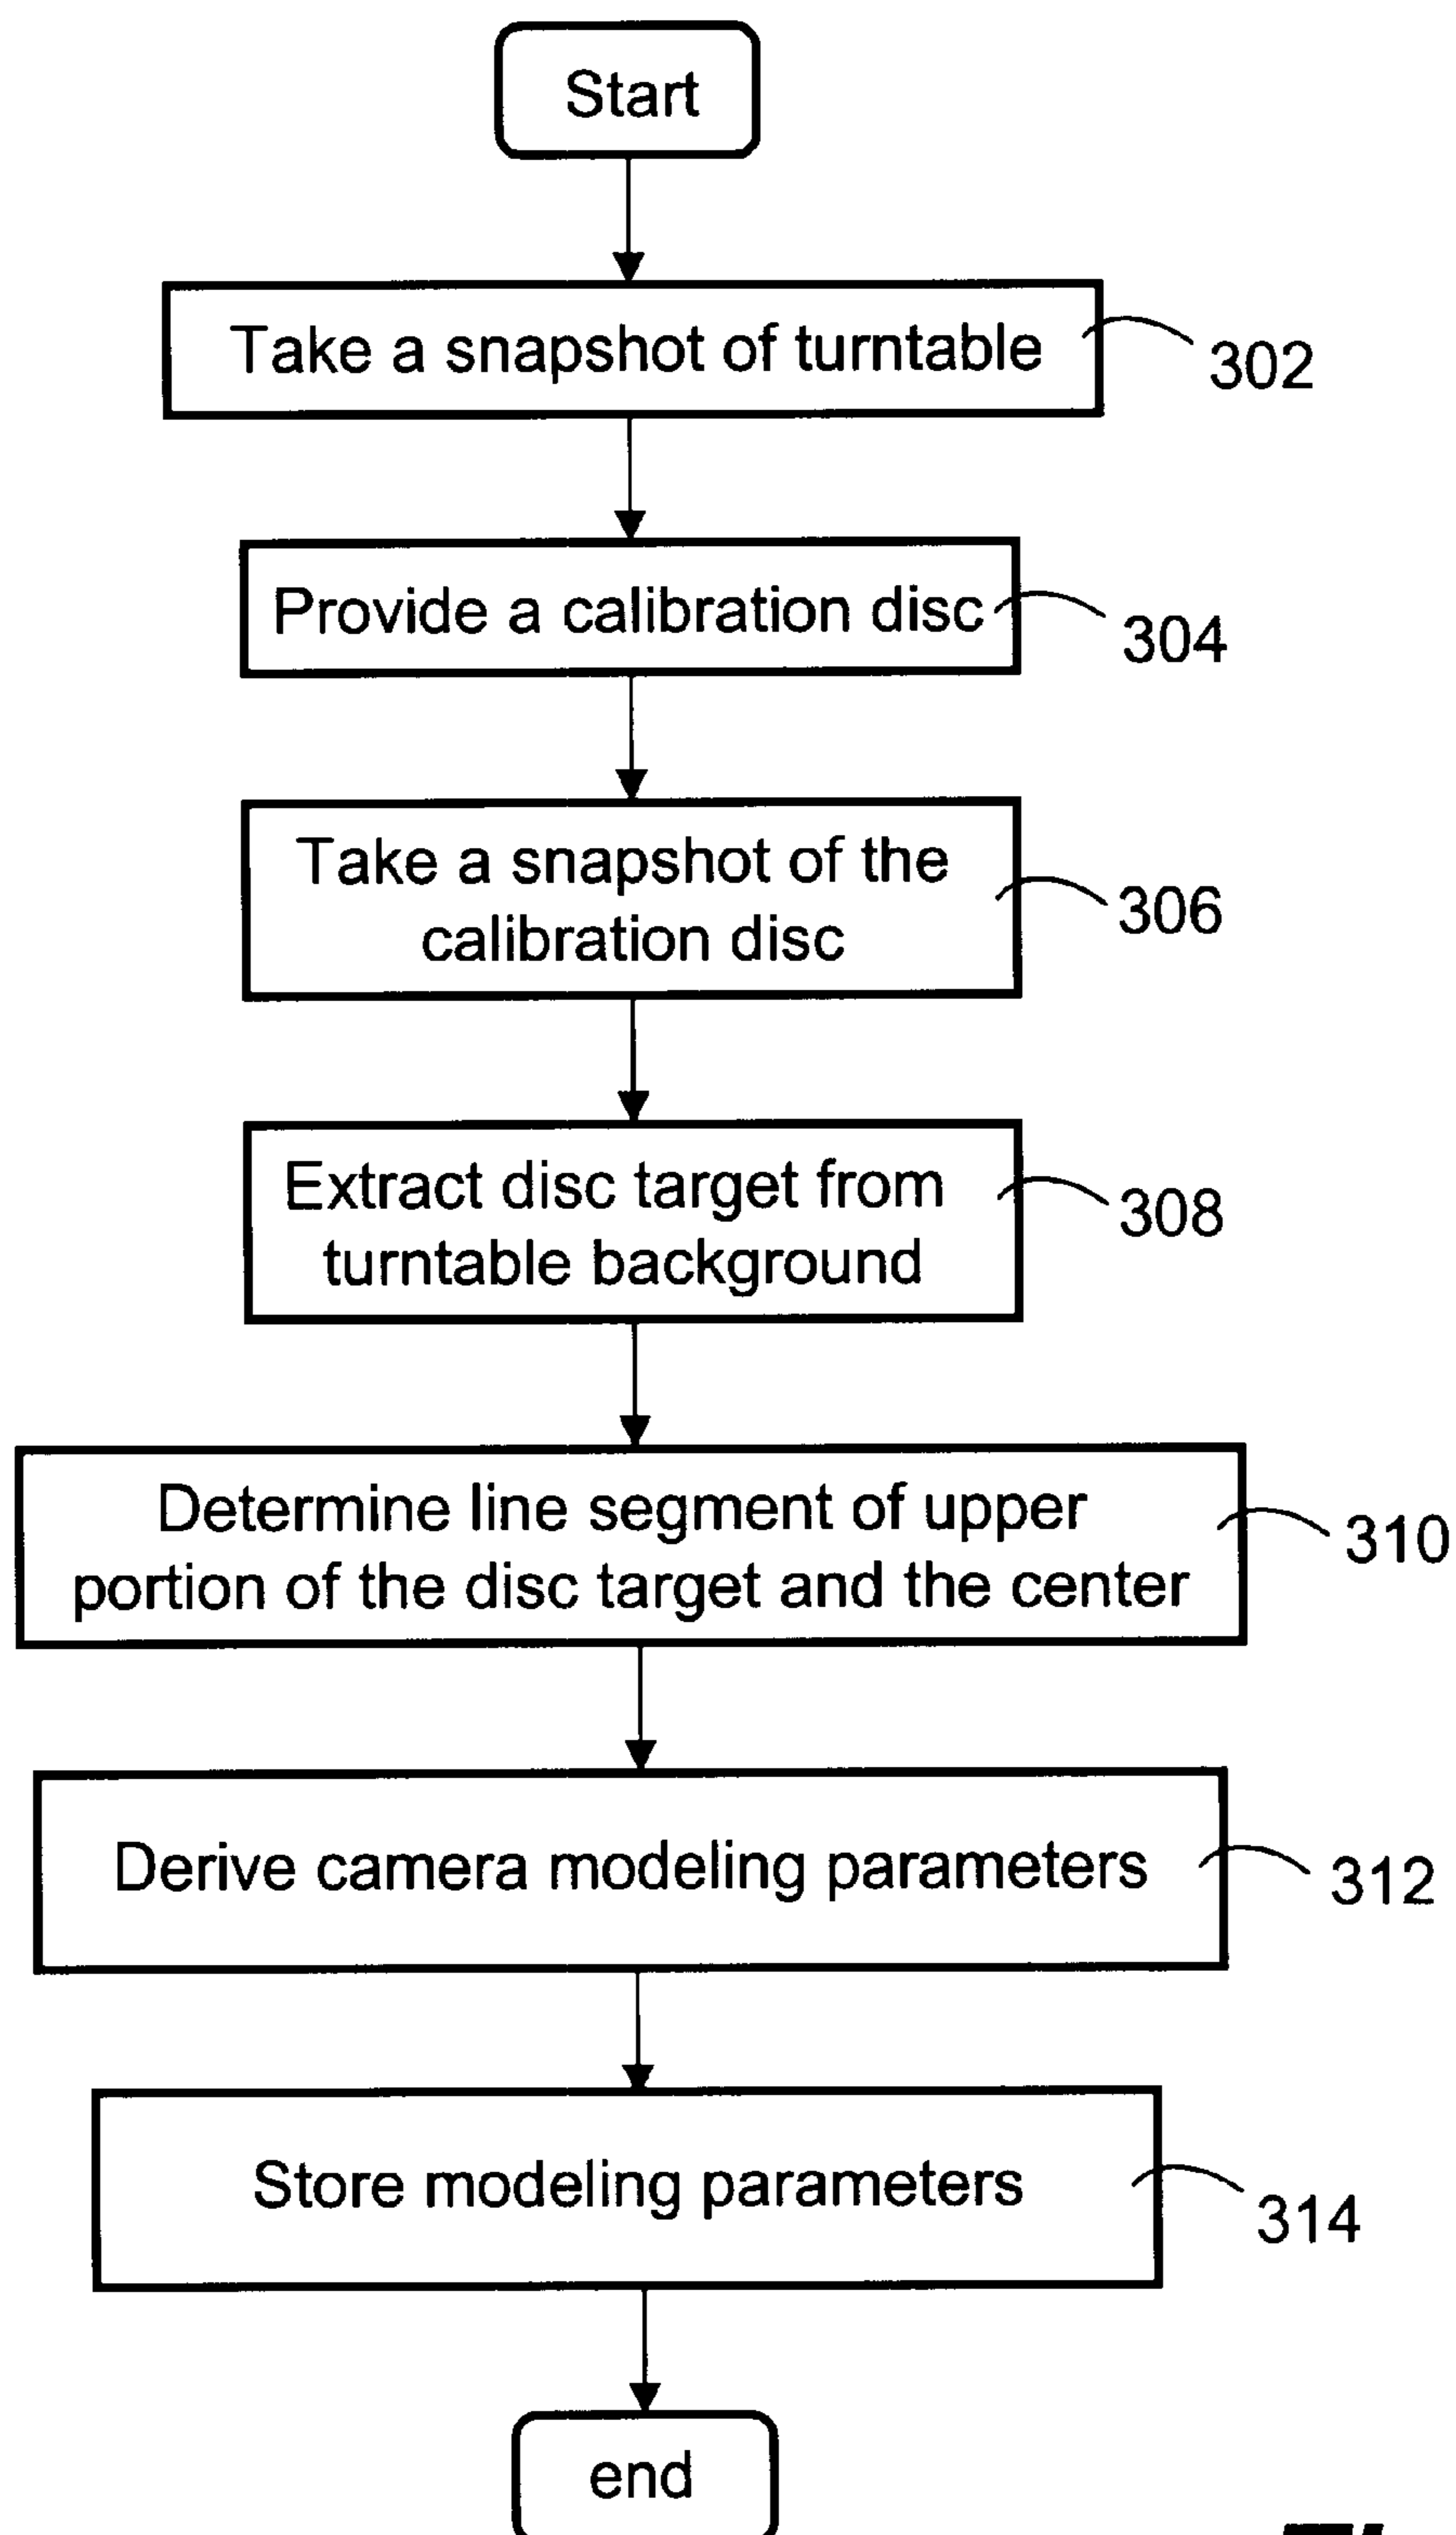 Start
Take a snapshot of turntable
302
Provide a calibration disc
304
Take a snapshot of the
calibration disc
306
Extract disc target from
turntable background
308
Determine line segment of upper
portion of the disc target and the center
310
Derive camera modeling parameters
312
Store modeling parameters
314
end